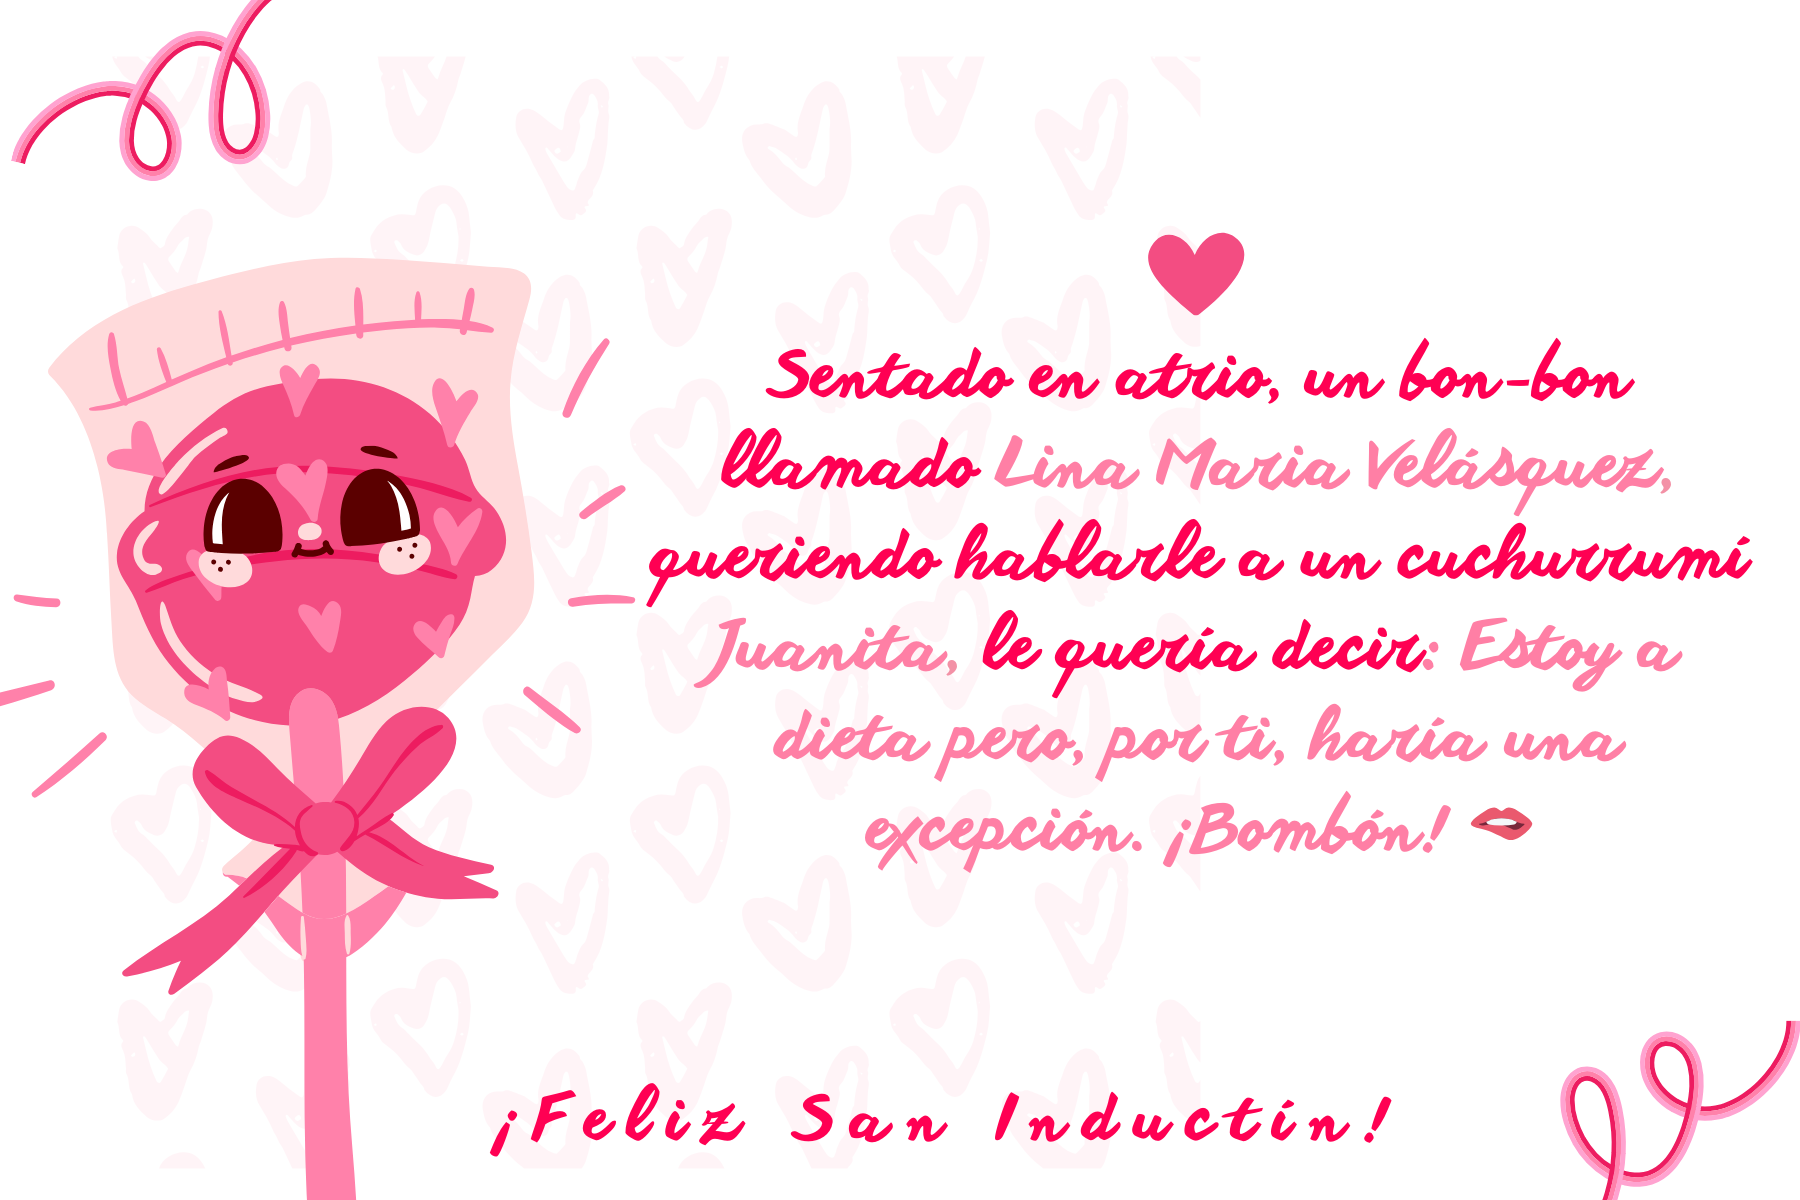 Sentado en atrio, un bon-bon
llamado Lina Maria Velásquez,
queriendo hablarle a un cuchurrumí
Juanita, le quería decir: Estoy a
dieta pero, por ti, haría una
excepción. ¡Bombón! 🫦
¡Feliz San Inductín!